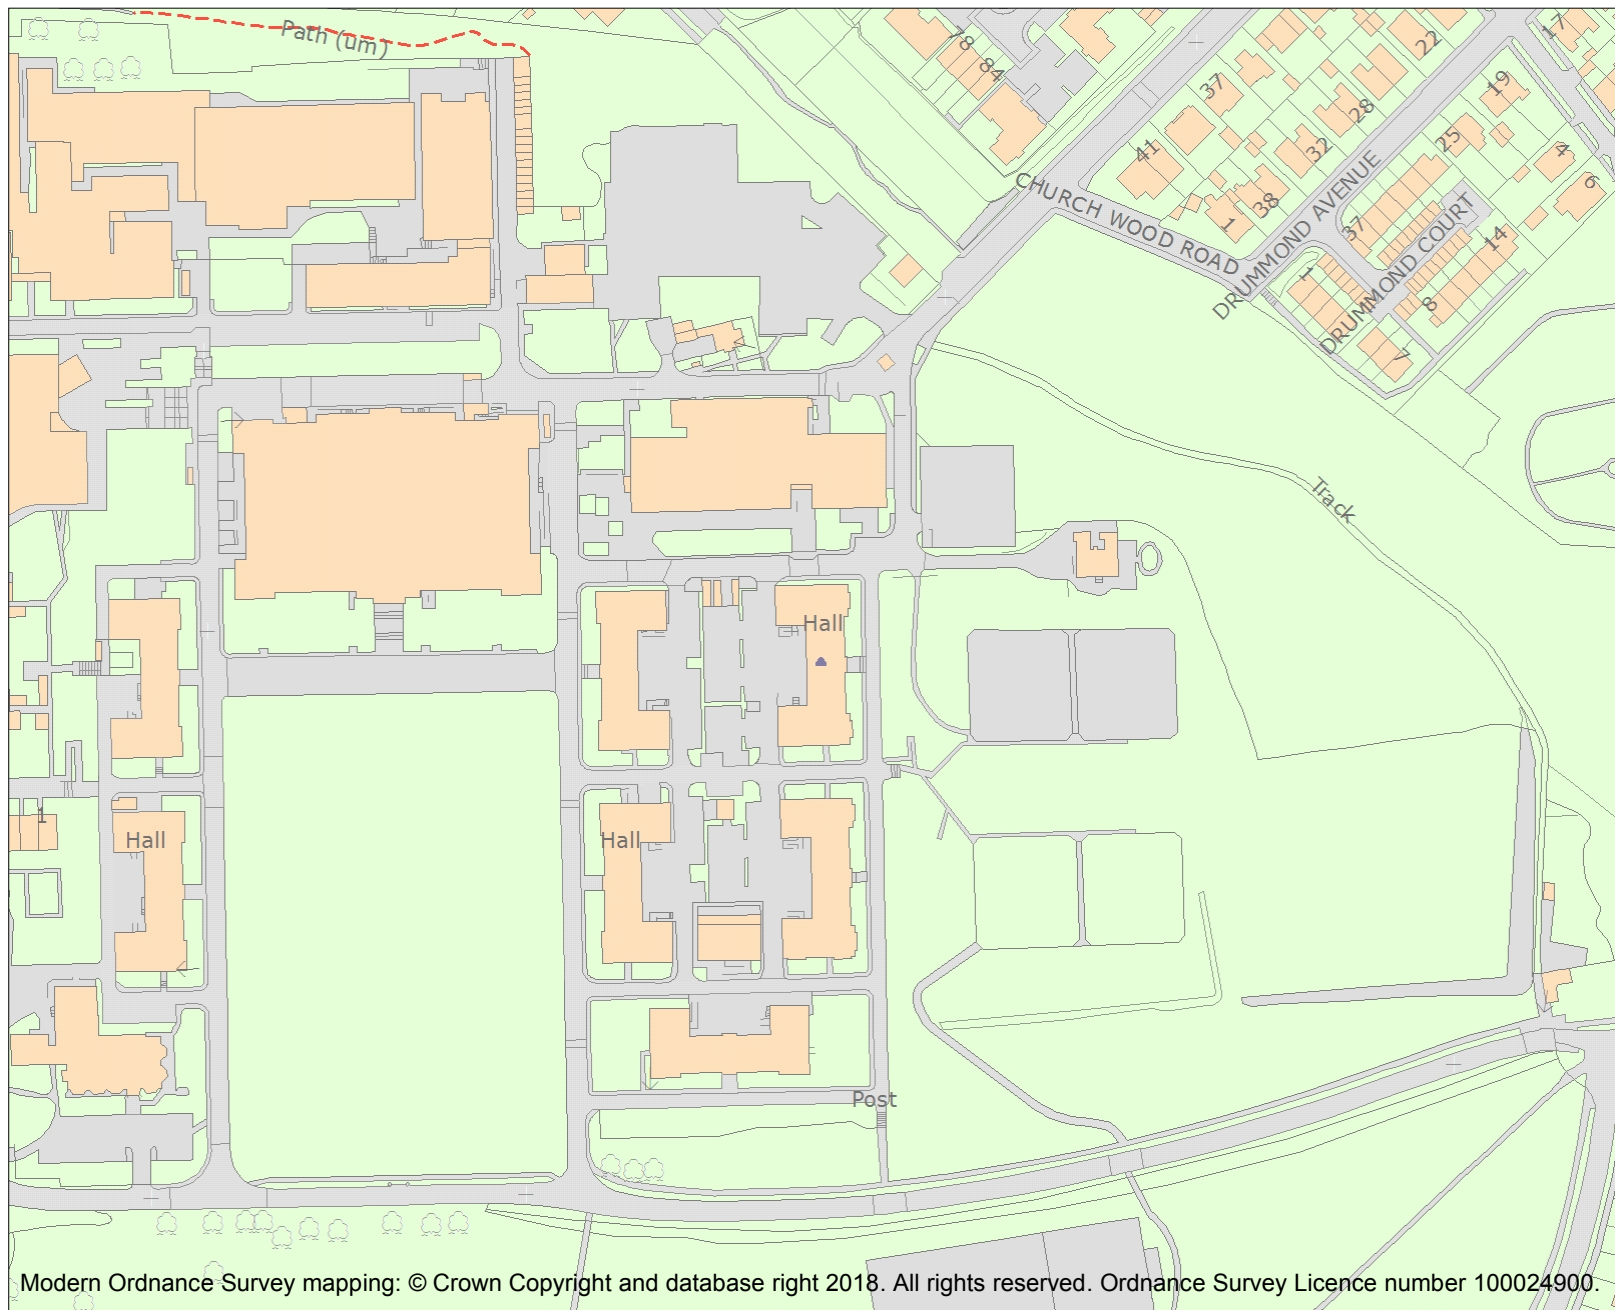 Path (um)
78
84
22
17
37
19
28
41
25
32
4
6
CHURCH WOOD ROAD
38
1
37
DRUMMOND AVENUE
14
1
8
DRUMMOND COURT
7
Track
Hall
1
Hall
Hall
Post
Modern Ordnance Survey mapping: © Crown Copyright and database right 2018. All rights reserved. Ordnance Survey Licence number 100024900.